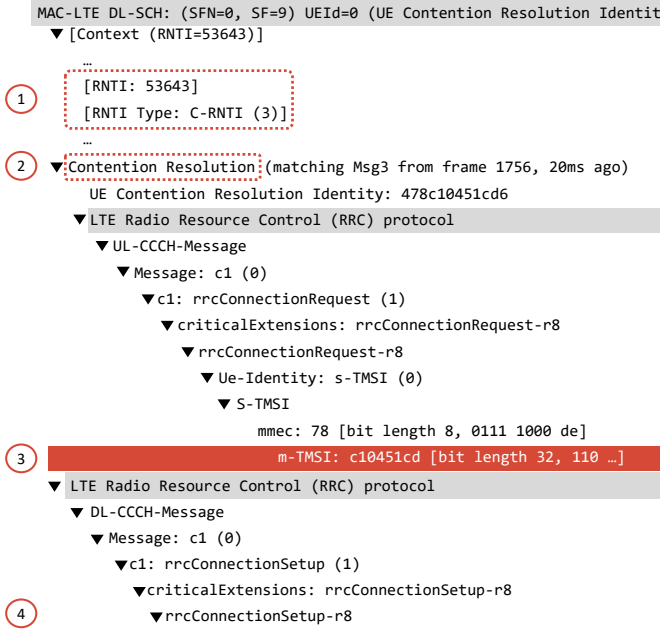 MAC-LTE DL-SCH: (SFN=0, SF=9) UEId=0 (UE Contention Resolution Identit
▼ [Context (RNTI=53643)]
…
1 [RNTI: 53643]
[RNTI Type: C-RNTI (3)]
…
2 ▼ Contention Resolution (matching Msg3 from frame 1756, 20ms ago)
UE Contention Resolution Identity: 478c10451cd6
▼ LTE Radio Resource Control (RRC) protocol
▼ UL-CCCH-Message
▼ Message: c1 (0)
▼ c1: rrcConnectionRequest (1)
▼ criticalExtensions: rrcConnectionRequest-r8
▼ rrcConnectionRequest-r8
▼ Ue-Identity: s-TMSI (0)
▼ S-TMSI
mmec: 78 [bit length 8, 0111 1000 de]
3 m-TMSI: c10451cd [bit length 32, 110 …]
▼ LTE Radio Resource Control (RRC) protocol
▼ DL-CCCH-Message
▼ Message: c1 (0)
▼ c1: rrcConnectionSetup (1)
▼ criticalExtensions: rrcConnectionSetup-r8
4 ▼ rrcConnectionSetup-r8